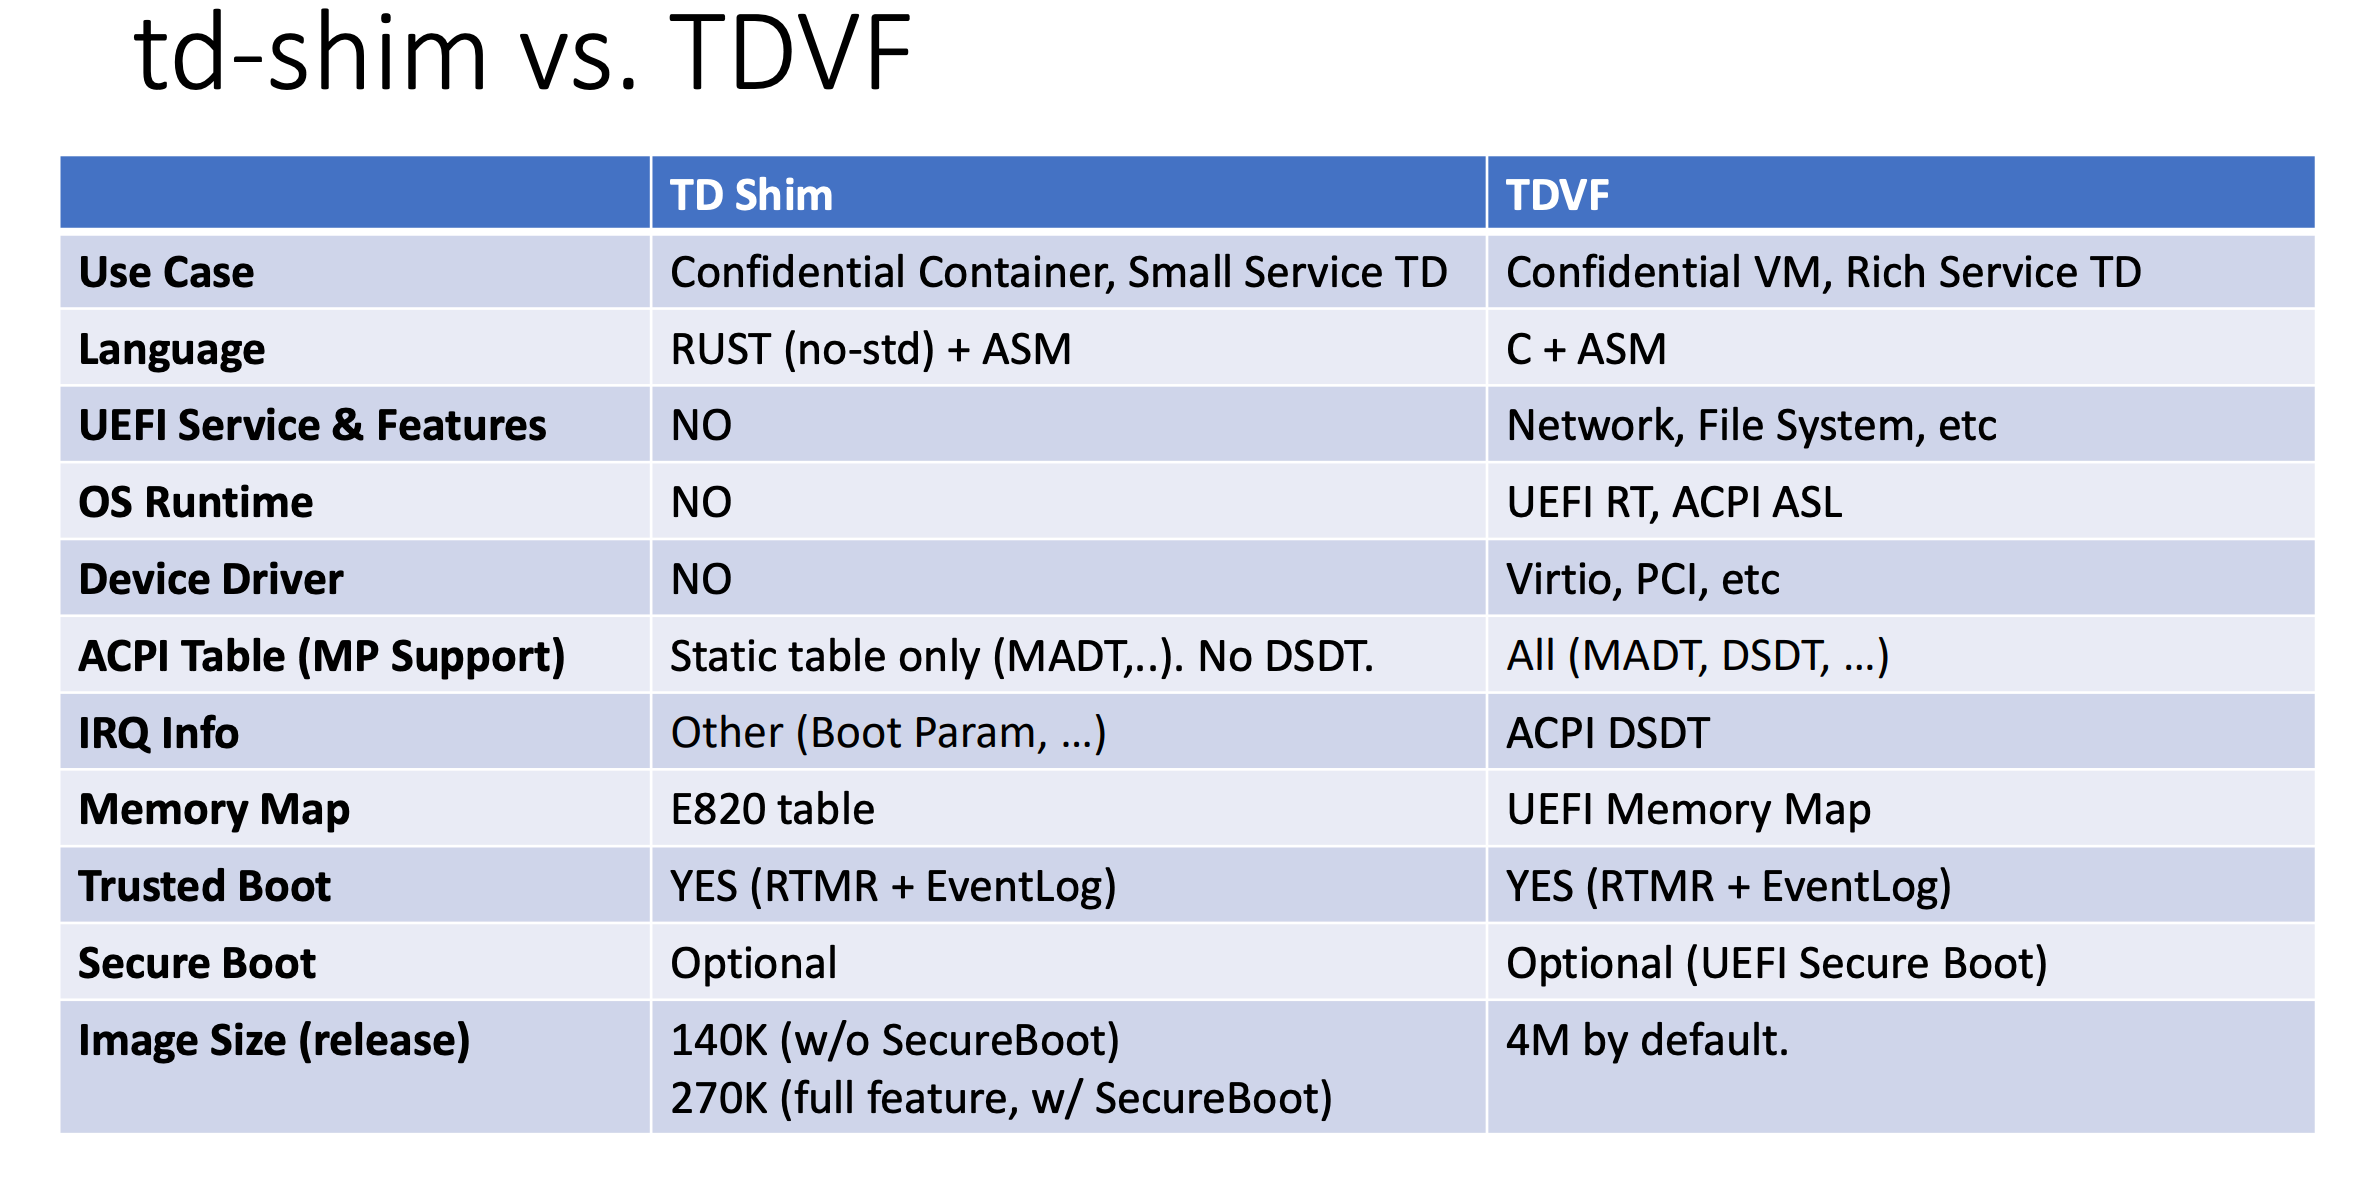 td-shim vs. TDVF
TD Shim TDVF
Use Case Confidential Container, Small Service TD Confidential VM, Rich Service TD
Language RUST (no-std) + ASM C + ASM
UEFI Service & Features NO Network, File System, etc
OS Runtime NO UEFI RT, ACPI ASL
Device Driver NO Virtio, PCI, etc
ACPI Table (MP Support) Static table only (MADT,..). No DSDT. All (MADT, DSDT, …)
IRQ Info Other (Boot Param, …) ACPI DSDT
Memory Map E820 table UEFI Memory Map
Trusted Boot YES (RTMR + EventLog) YES (RTMR + EventLog)
Secure Boot Optional Optional (UEFI Secure Boot)
Image Size (release) 140K (w/o SecureBoot) 4M by default.
270K (full feature, w/ SecureBoot)